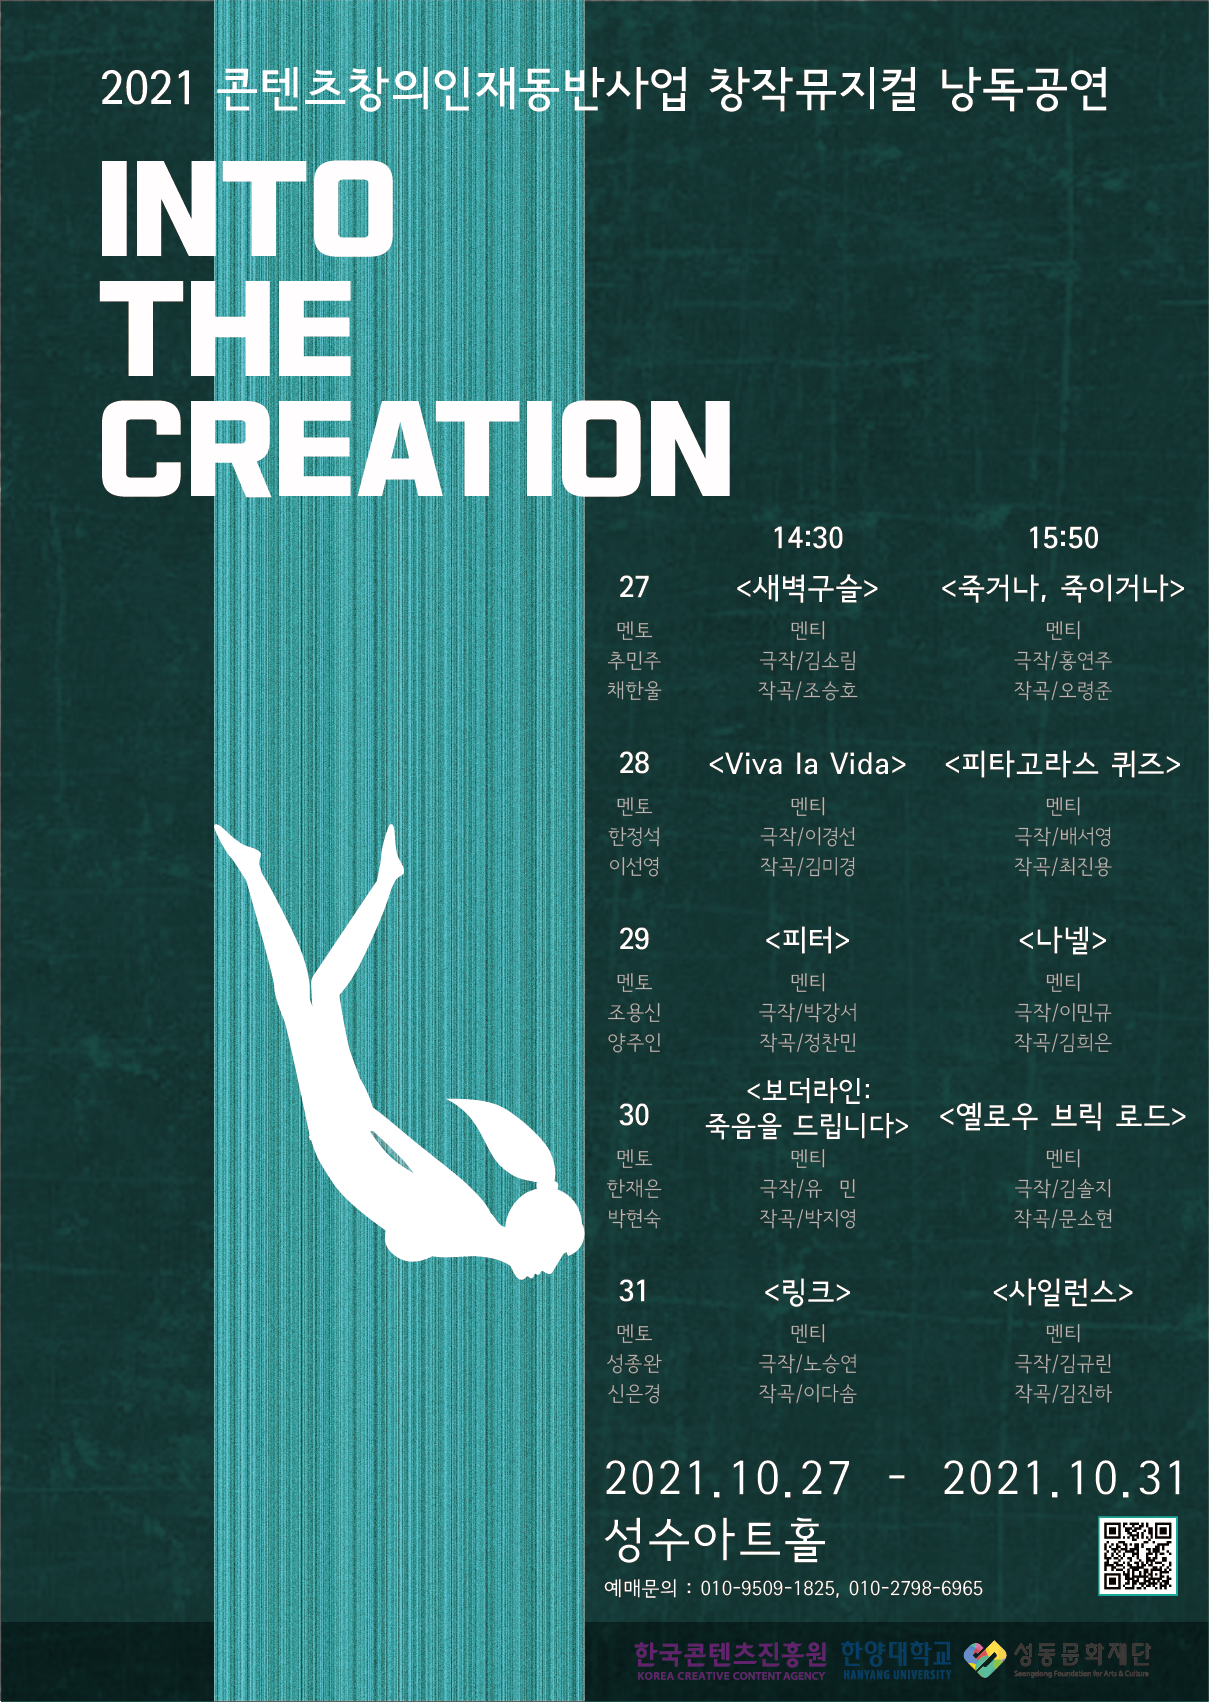 2021 콘텐츠창의인재동반사업 창작뮤지컬 낭독공연
INTO
THE
CREATION
14:30 15:50
27 <새벽구슬> <죽거나, 죽이거나>
멘토 멘티 멘티
추민주 극작/김소림 극작/홍연주
채한울 작곡/조승호 작곡/오령준
28 <Viva la Vida> <피타고라스 퀴즈>
멘토 멘티 멘티
한정석 극작/이경선 극작/배서영
이선영 작곡/김미경 작곡/최진용
29 <피터> <나넬>
멘토 멘티 멘티
조용신 극작/박강서 극작/이민규
양주인 작곡/정찬민 작곡/김희은
<보더라인:
30 죽음을 드립니다> <옐로우 브릭 로드>
멘토 멘티 멘티
한재은 극작/유 민 극작/김솔지
박현숙 작곡/박지영 작곡/문소현
31 <링크> <사일런스>
멘토 멘티 멘티
성종완 극작/노승연 극작/김규린
신은경 작곡/이다솜 작곡/김진하
2021.10.27 - 2021.10.31
성수아트홀
예매문의 : 010-9509-1825, 010-2798-6965
한국콘텐츠진흥원 한양대학교 성동문화재단
KOREA CREATIVE CONTENT AGENCY HANYANG UNIVERSITY Seongdong Foundation for Arts & Culture